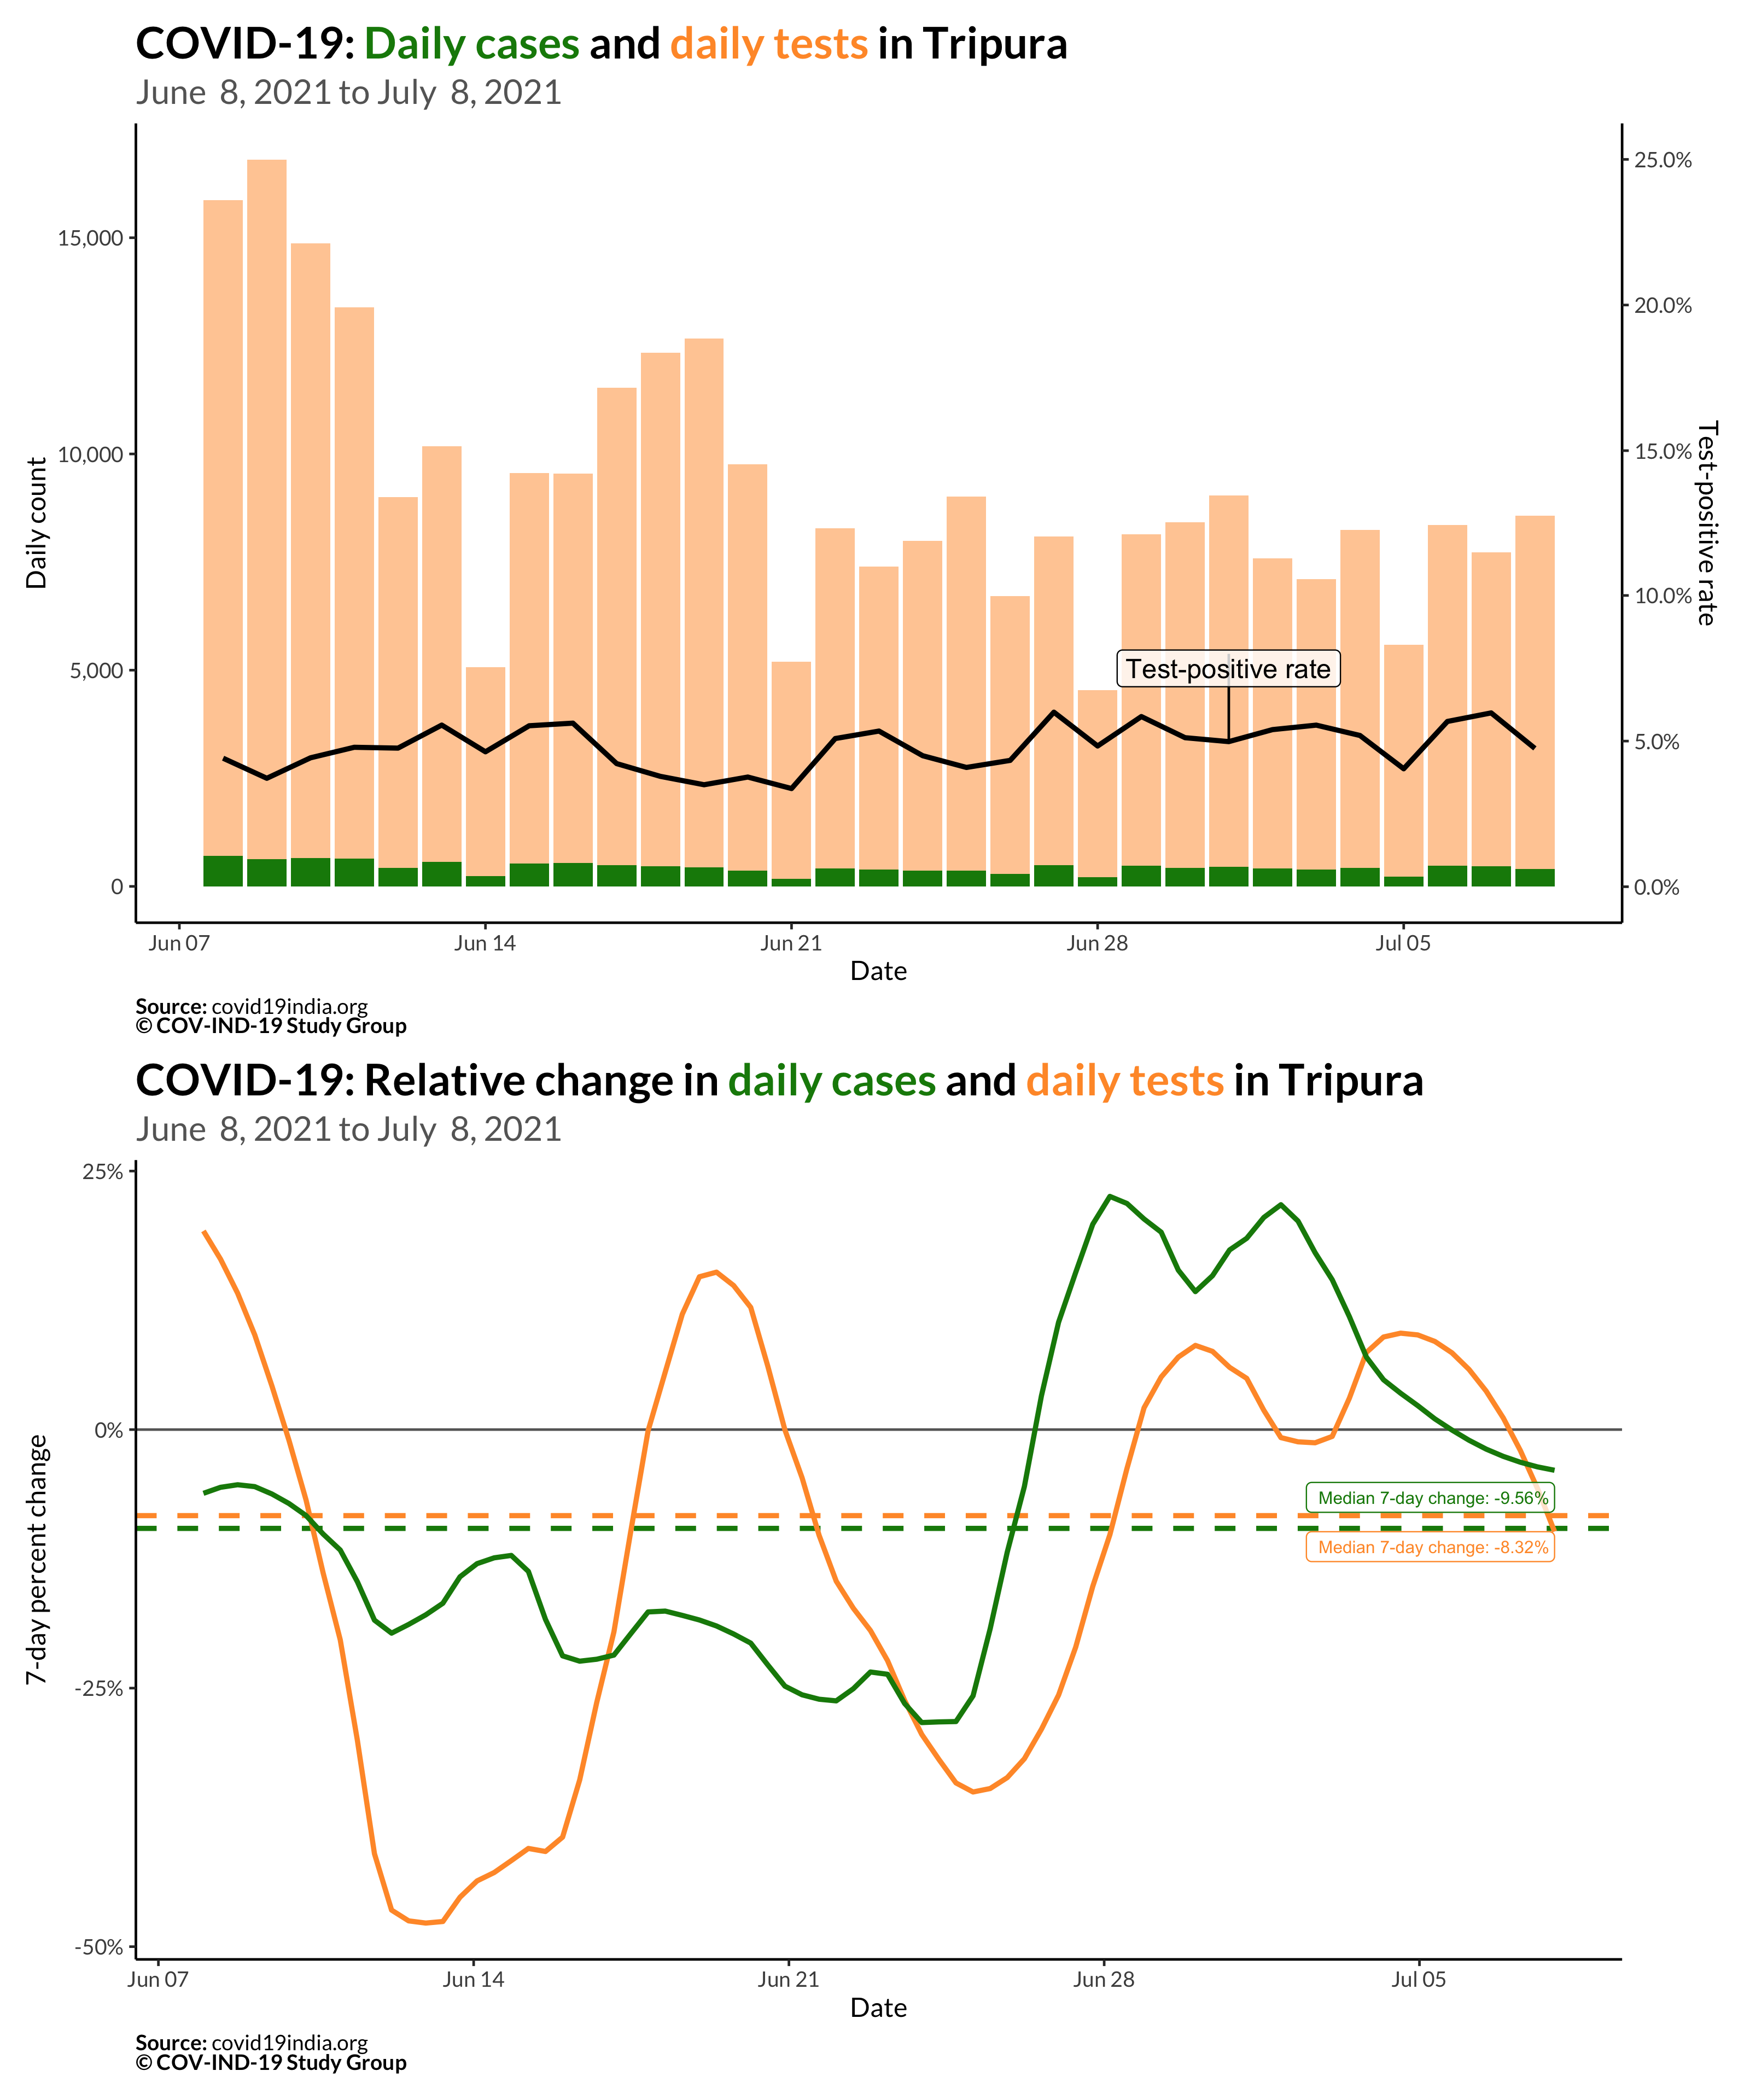 COVID-19: Daily cases and daily tests in Tripura
June 8, 2021 to July 8, 2021
25.0%
20.0%
15.0%
10.0%
5.0%
0.0%
Test-positive rate
15,000
10,000
5,000
0
Daily count
Test-positive rate
Jun 07 Jun 14 Jun 21 Jun 28 Jul 05
Date
Source: covid19india.org
© COV-IND-19 Study Group
COVID-19: Relative change in daily cases and daily tests in Tripura
June 8, 2021 to July 8, 2021
25%
0%
-25%
-50%
7-day percent change
Median 7-day change: -9.56%
Median 7-day change: -8.32%
Jun 07 Jun 14 Jun 21 Jun 28 Jul 05
Date
Source: covid19india.org
© COV-IND-19 Study Group